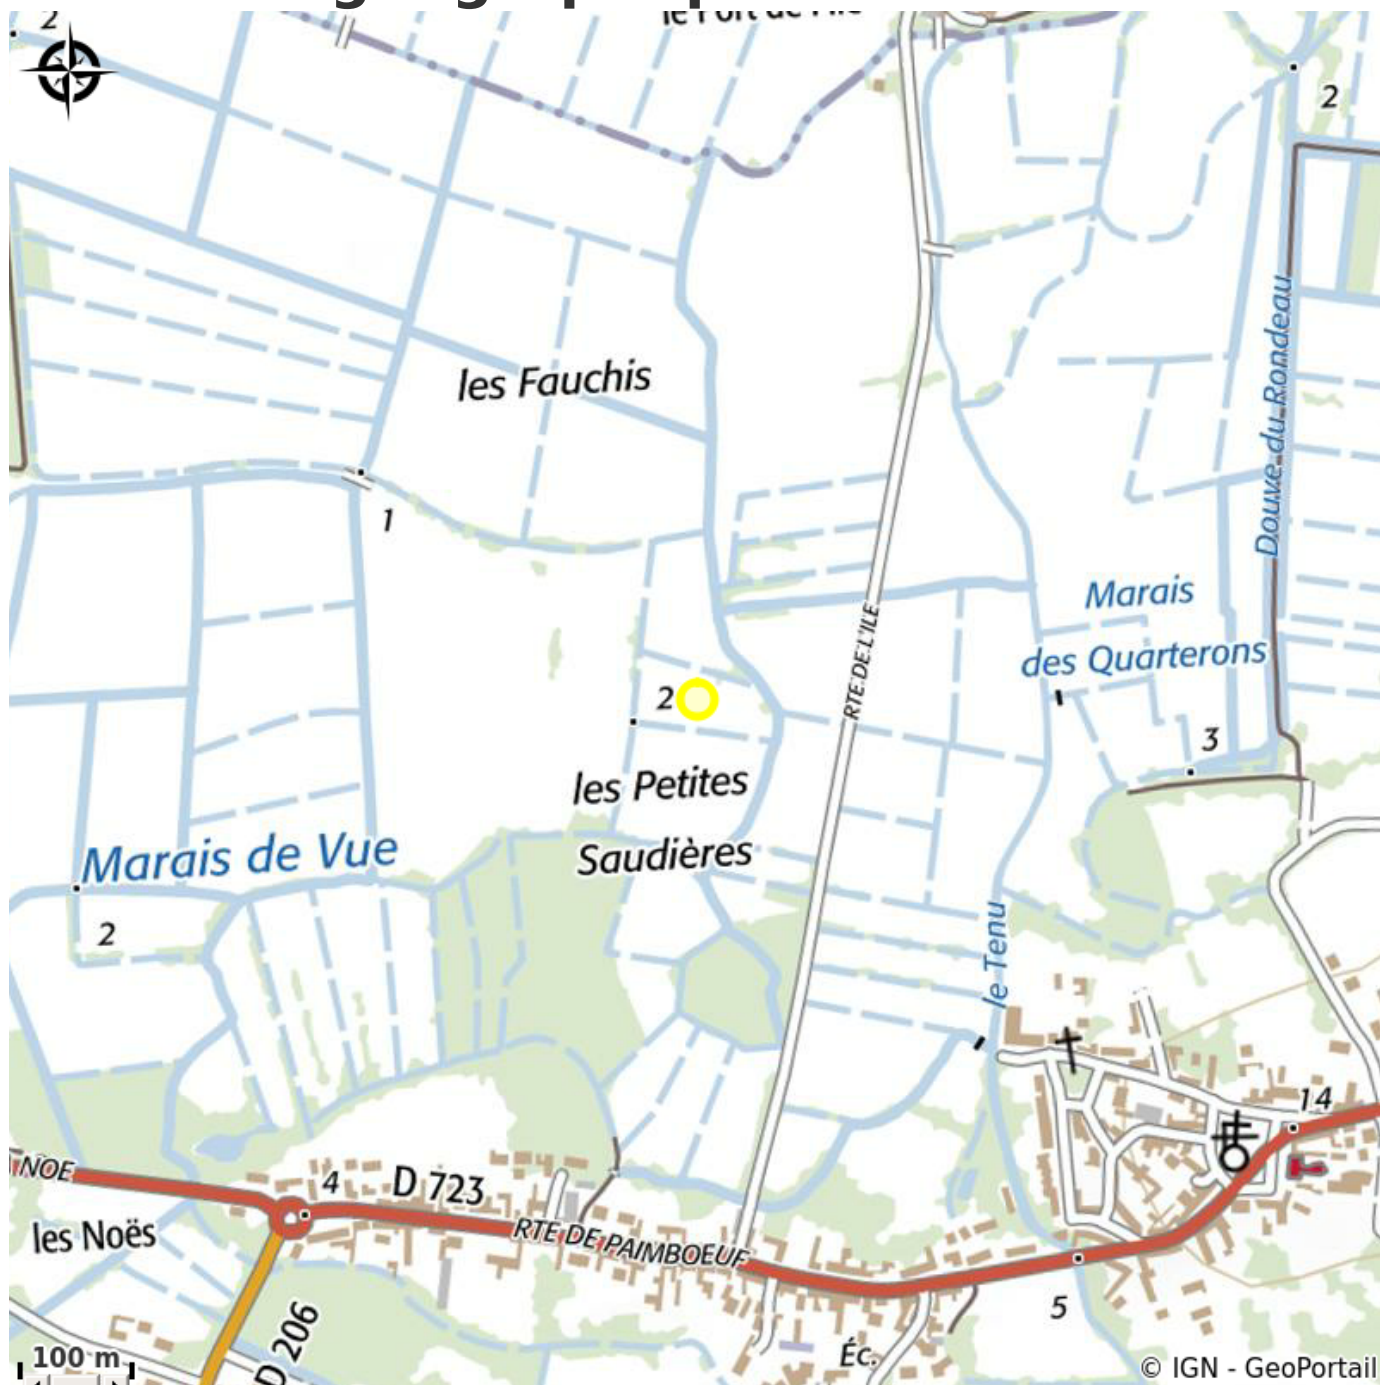 2
2
les Fauchis
Douve du Rondeau
1
Marais
des Quarterons
RTE DE L'ILE
2
3
les Petites
Saudières
Marais de Vue
2
le Tenu
14
NOE
4
D 723
les Noës
RTE DE PAIMBOEUF
5
D 206
Éc.
100 m
© IGN - GeoPortail